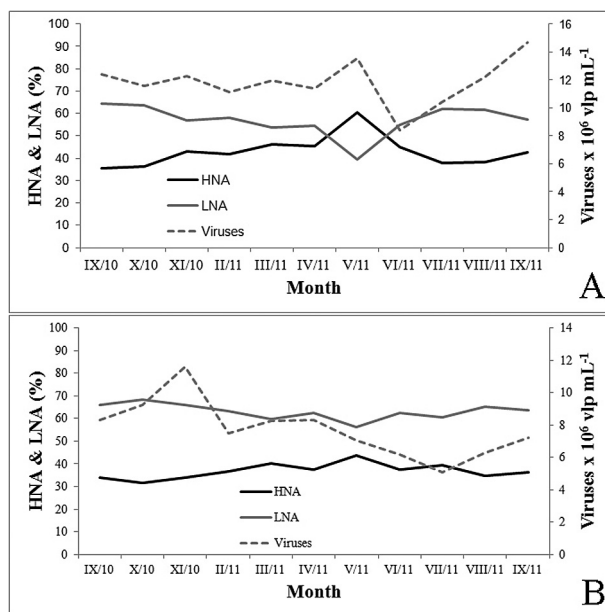 100
90
80
70
60
50
40
30
20
10
0
HNA & LNA (%)
16
14
12
10
8
6
4
2
0
Viruses x 10⁶ vlp mL⁻¹
HNA
LNA
Viruses
IX/10 X/10 XI/10 II/11 III/11 IV/11 V/11 VI/11 VII/11 VIII/11 IX/11
Month
A
100
90
80
70
60
50
40
30
20
10
0
HNA & LNA (%)
14
12
10
8
6
4
2
0
Viruses x 10⁶ vlp mL⁻¹
HNA
LNA
Viruses
IX/10 X/10 XI/10 II/11 III/11 IV/11 V/11 VI/11 VII/11 VIII/11 IX/11
Month
B